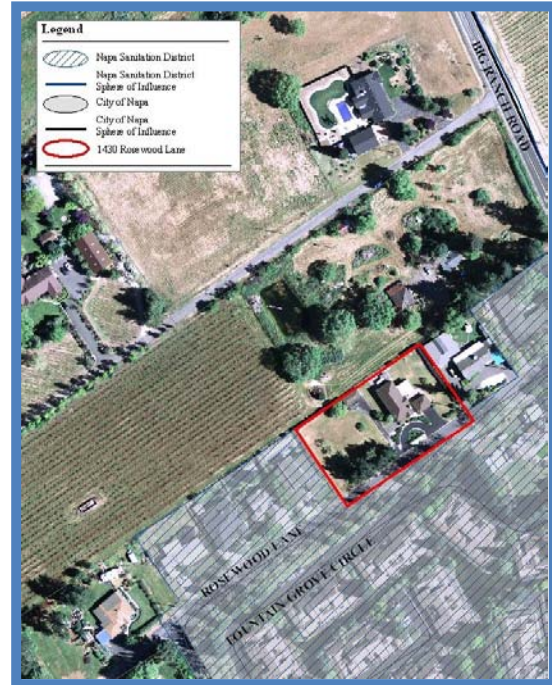 Legend
Napa Sanitation District
Napa Sanitation District
Sphere of Influence
City of Napa
City of Napa
Sphere of Influence
1430 Rosewood Lane
BIG RANCH ROAD
ROSEWOOD LANE
FOUNTAIN GROVE CIRCLE